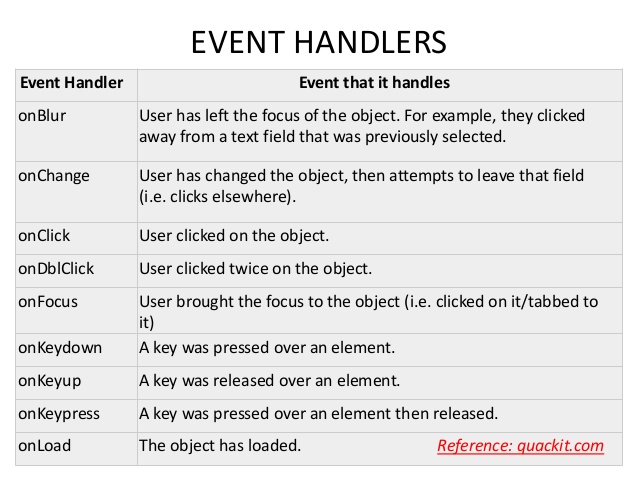 EVENT HANDLERS
Event Handler Event that it handles
onBlur User has left the focus of the object. For example, they clicked
away from a text field that was previously selected.
onChange User has changed the object, then attempts to leave that field
(i.e. clicks elsewhere).
onClick User clicked on the object.
onDblClick User clicked twice on the object.
onFocus User brought the focus to the object (i.e. clicked on it/tabbed to
it)
onKeydown A key was pressed over an element.
onKeyup A key was released over an element.
onKeypress A key was pressed over an element then released.
onLoad The object has loaded. Reference: quackit.com